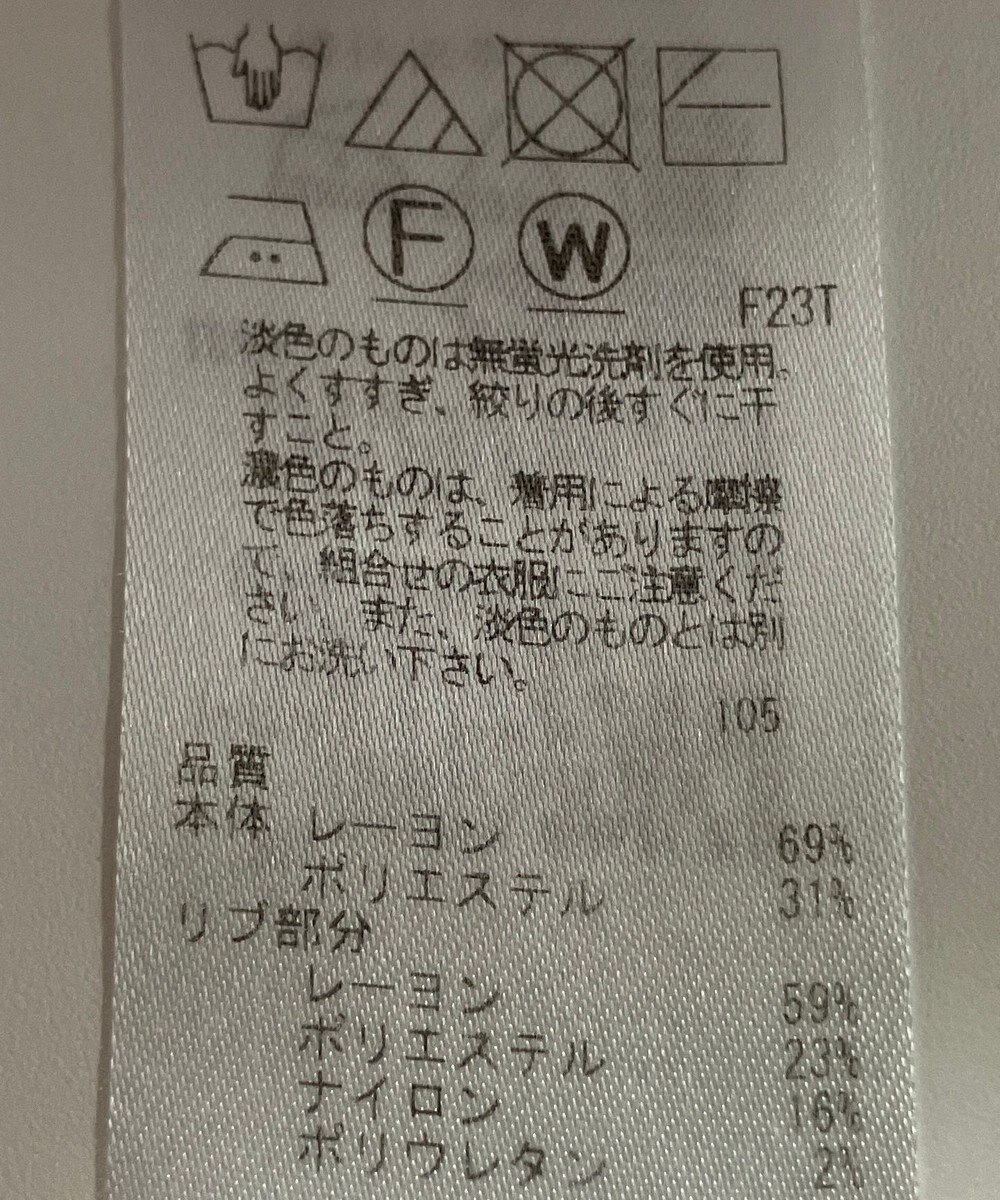 F
W
F23T
淡色のものは無蛍光洗剤を使用。
よくすすぎ、絞りの後すぐに干
すこと。
濃色のものは、着用による摩擦
で色落ちすることがありますの
で、組合せの衣服にご注意くだ
さい。また、淡色のものとは別
にお洗い下さい。
105
品質
本体
レーヨン 69%
ポリエステル 31%
リブ部分
レーヨン 59%
ポリエステル 23%
ナイロン 16%
ポリウレタン 2%